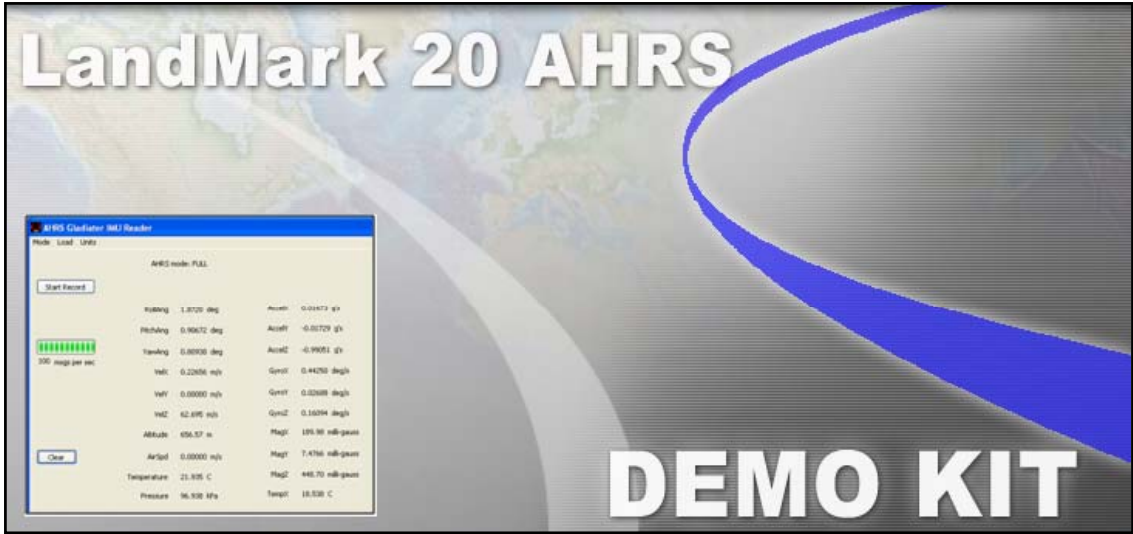 LandMark 20 AHRS
AHRS Gladiator IMU Reader
Mode Load Units
AHRS mode: FULL
Start Record
RollAng 1.8720 deg
PitchAng 0.90672 deg
YawAng 0.80938 deg
100 msgs per sec
VelX 0.22656 m/s
VelY 0.00000 m/s
VelZ 62.695 m/s
Altitude 656.57 m
Clear
AirSpd 0.00000 m/s
Temperature 21.935 C
Pressure 96.938 kPa
AccelX 0.01673 g's
AccelY -0.01729 g's
AccelZ -0.99051 g's
GyroX 0.44250 deg/s
GyroY 0.02688 deg/s
GyroZ 0.16094 deg/s
MagX 189.98 milli-gauss
MagY 7.4766 milli-gauss
MagZ 448.70 milli-gauss
TempX 18.538 C
DEMO KIT